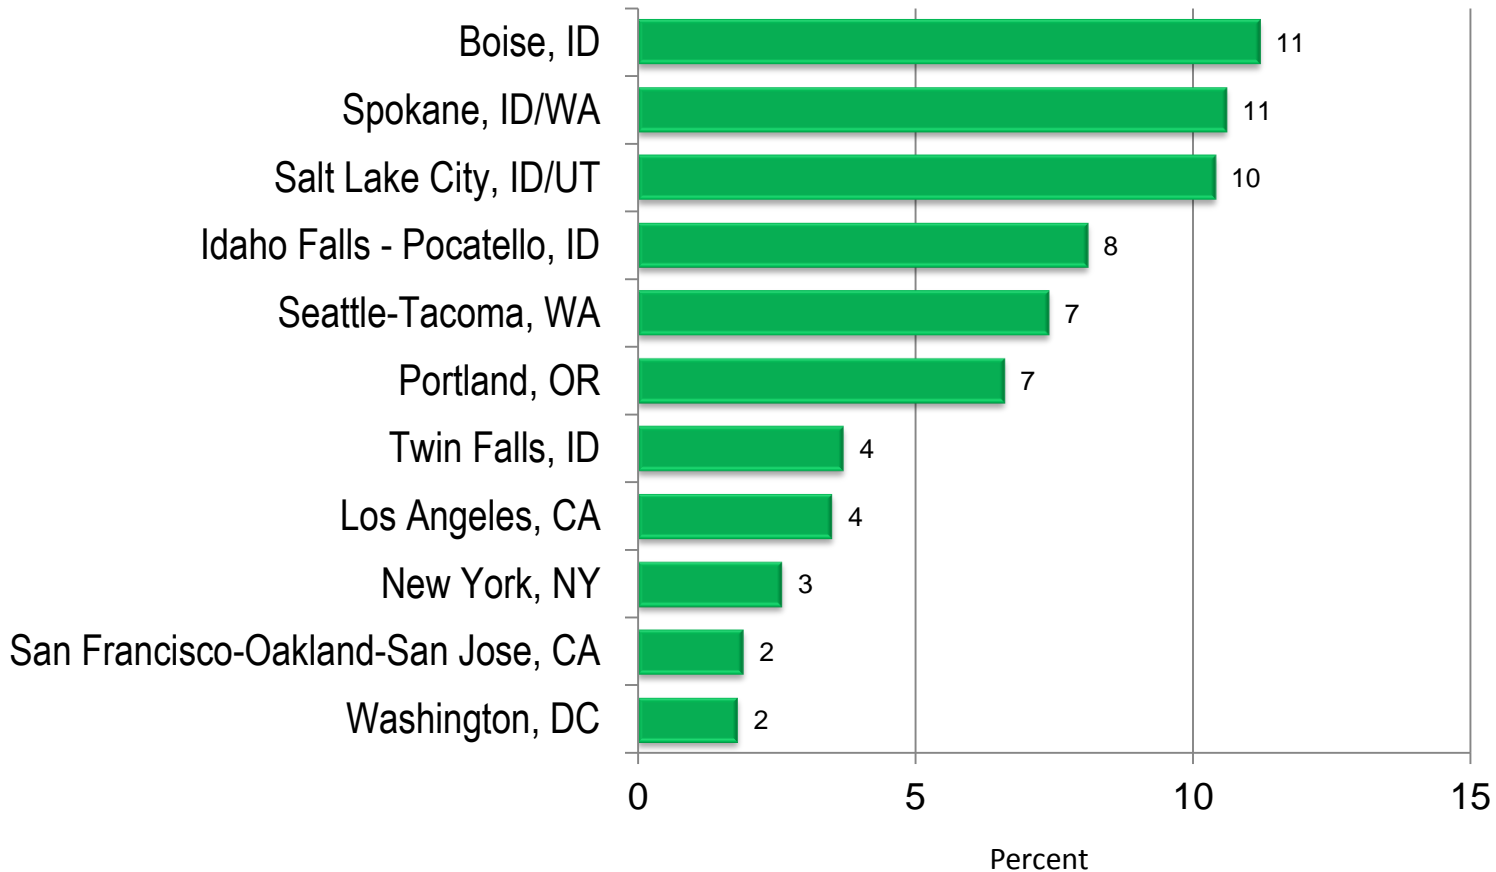 Boise, ID 11
Spokane, ID/WA 11
Salt Lake City, ID/UT 10
Idaho Falls - Pocatello, ID 8
Seattle-Tacoma, WA 7
Portland, OR 7
Twin Falls, ID 4
Los Angeles, CA 4
New York, NY 3
San Francisco-Oakland-San Jose, CA 2
Washington, DC 2
0 5 10 15
Percent